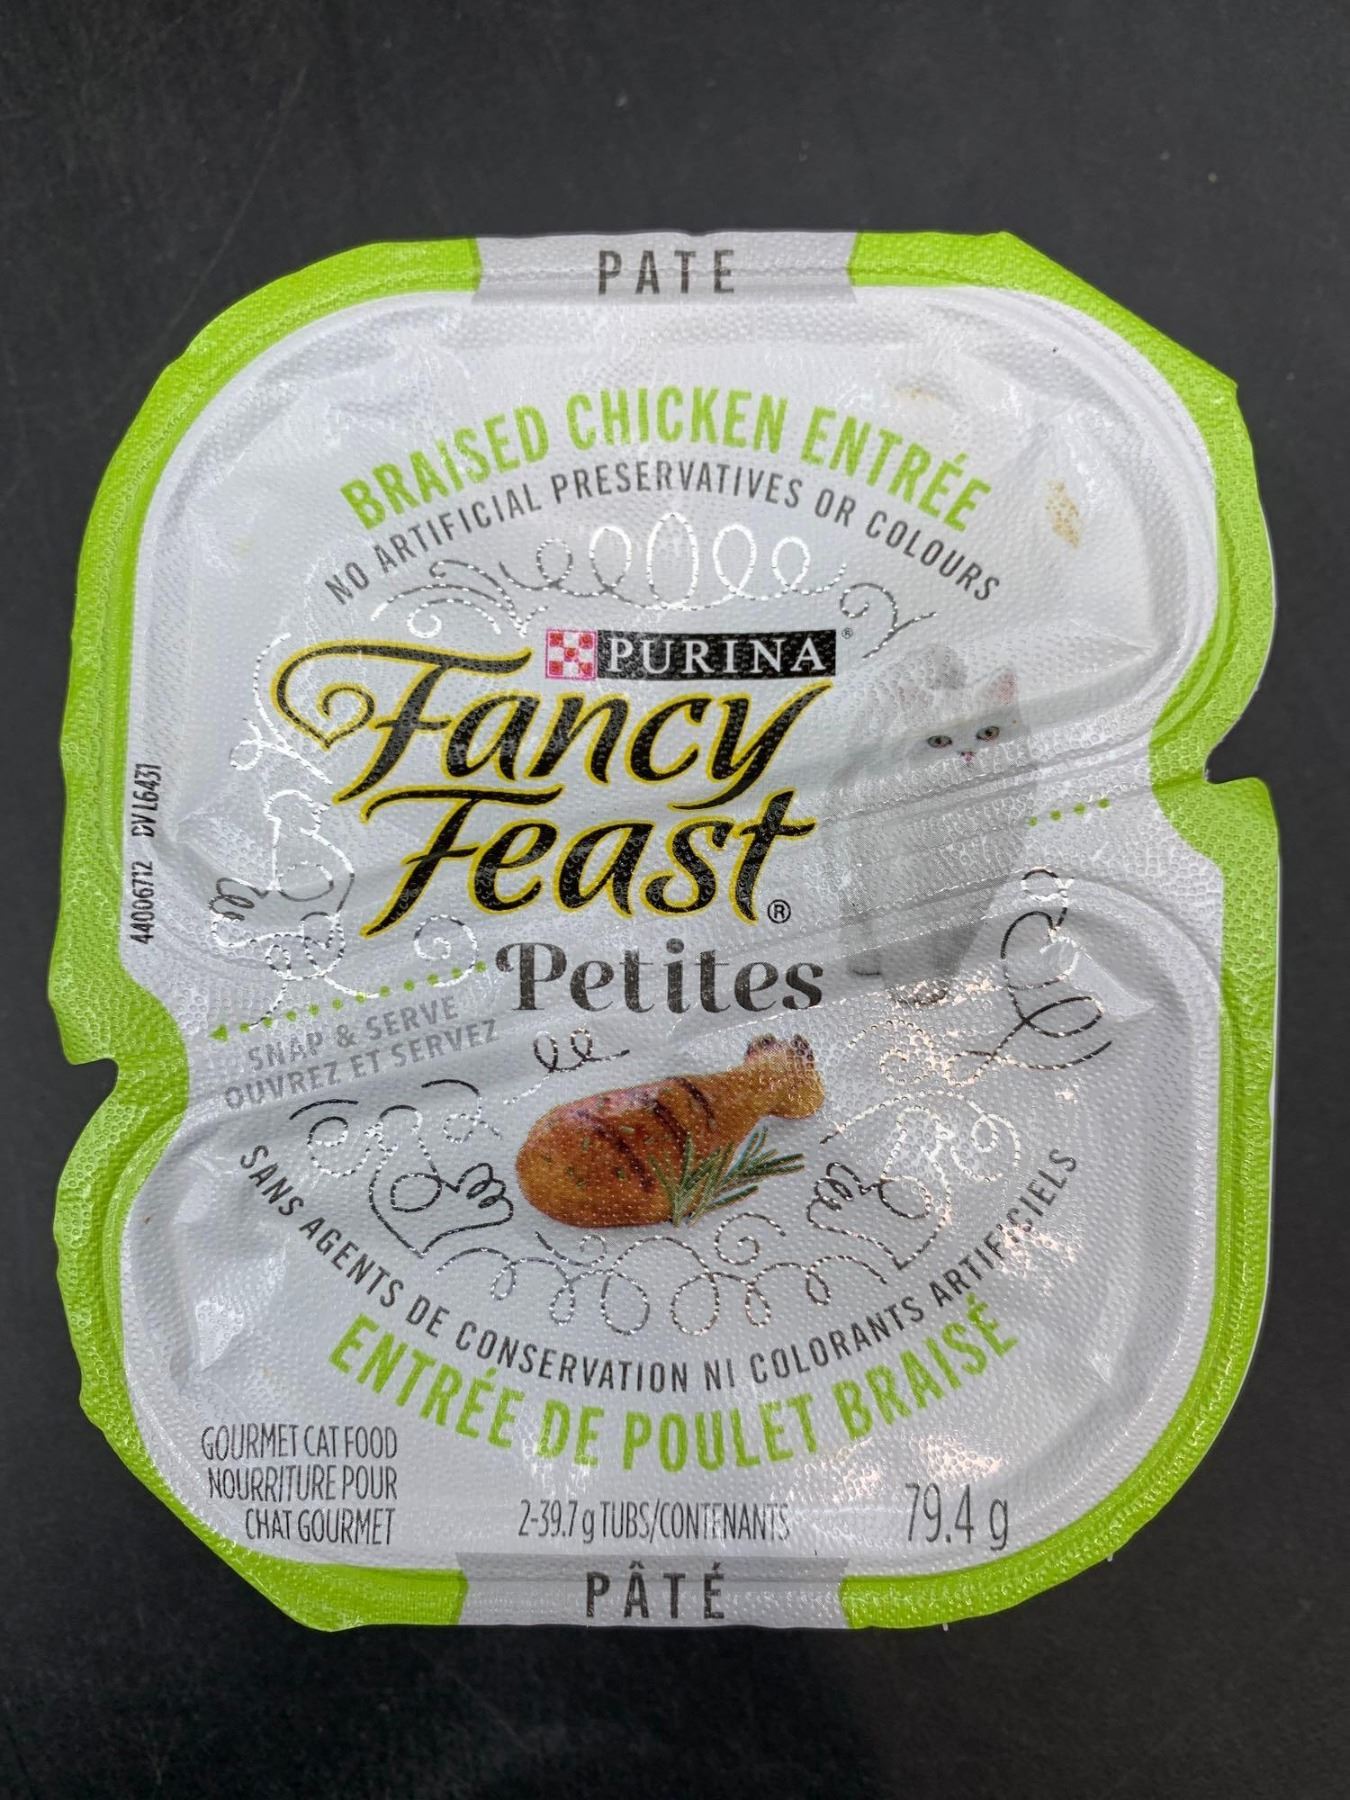 PATE
BRAISED CHICKEN ENTRÉE
NO ARTIFICIAL PRESERVATIVES OR COLOURS
PURINA®
Fancy
Feast®
Petites
44006712 DVL6431
SNAP & SERVE
OUVREZ ET SERVEZ
SANS AGENTS DE CONSERVATION NI COLORANTS ARTIFICIELS
ENTRÉE DE POULET BRAISÉ
GOURMET CAT FOOD
NOURRITURE POUR
CHAT GOURMET
2-39.7 g TUBS/CONTENANTS
79.4 g
PÂTÉ